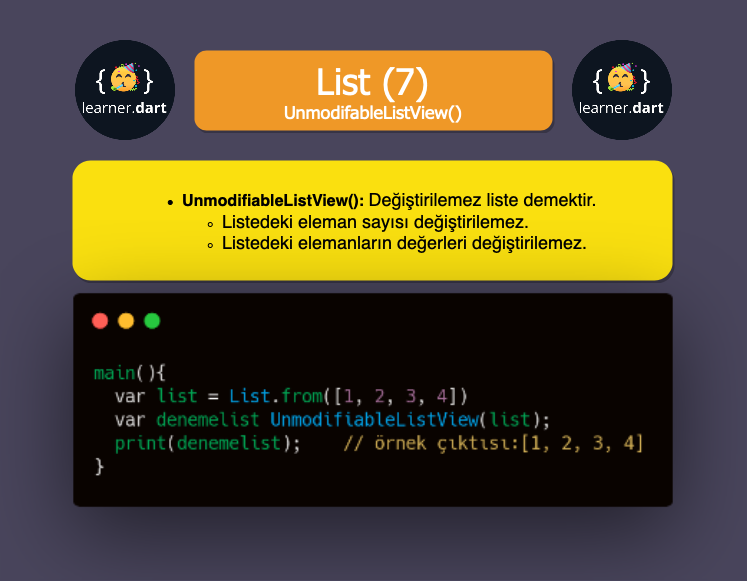 {🥳}
learner.dart
List (7)
UnmodifableListView()
{🥳}
learner.dart
• UnmodifiableListView(): Değiştirilemez liste demektir.
◦ Listedeki eleman sayısı değiştirilemez.
◦ Listedeki elemanların değerleri değiştirilemez.
main(){
  var list = List.from([1, 2, 3, 4])
  var denemelist UnmodifiableListView(list);
  print(denemelist);    // örnek çıktısı:[1, 2, 3, 4]
}